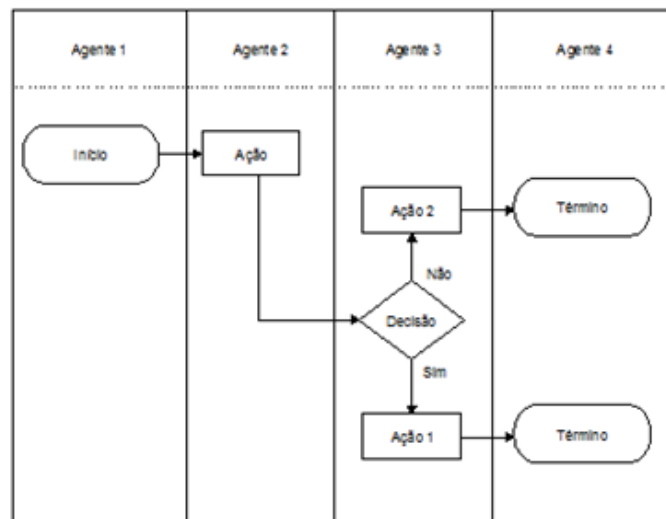 Agente 1
Agente 2
Agente 3
Agente 4
Início
Ação
Ação 2
Término
Não
Decisão
Sim
Ação 1
Término